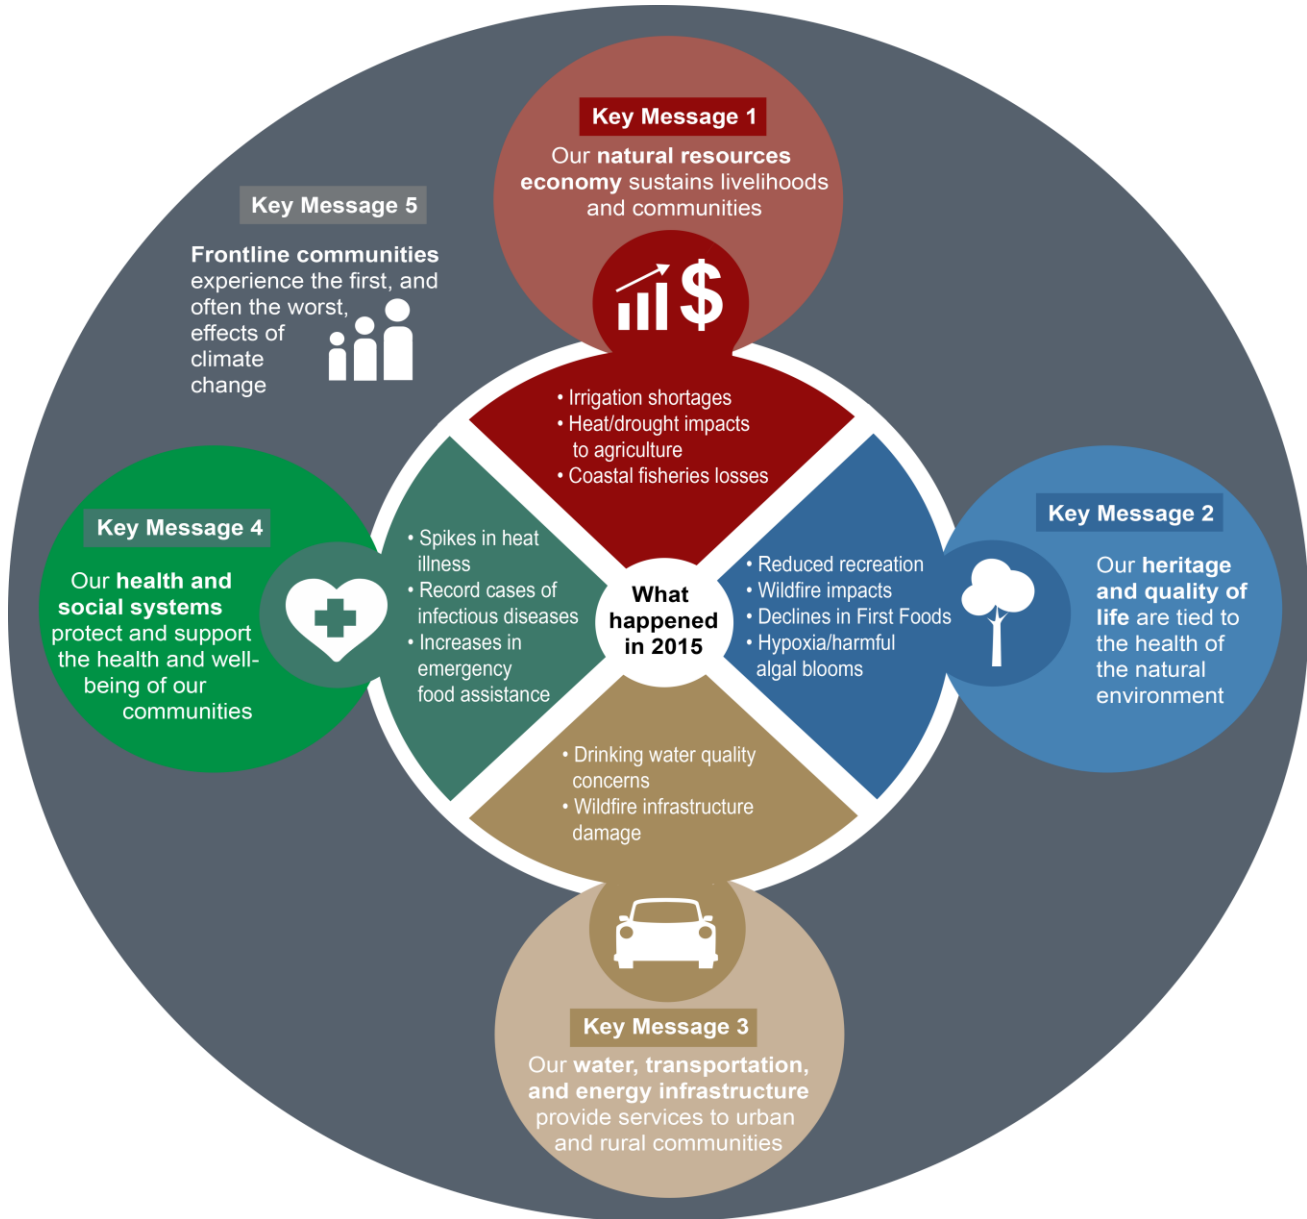 Key Message 1
Our natural resources
economy sustains livelihoods
and communities
$
• Irrigation shortages
• Heat/drought impacts
to agriculture
• Coastal fisheries losses
Key Message 2
Our heritage
and quality of
life are tied to
the health of
the natural
environment
• Reduced recreation
• Wildfire impacts
• Declines in First Foods
• Hypoxia/harmful
algal blooms
Key Message 3
Our water, transportation,
and energy infrastructure
provide services to urban
and rural communities
• Drinking water quality
concerns
• Wildfire infrastructure
damage
Key Message 4
Our health and
social systems
protect and support
the health and well-
being of our
communities
• Spikes in heat
illness
• Record cases of
infectious diseases
• Increases in
emergency
food assistance
Key Message 5
Frontline communities
experience the first, and
often the worst,
effects of
climate
change
What
happened
in 2015